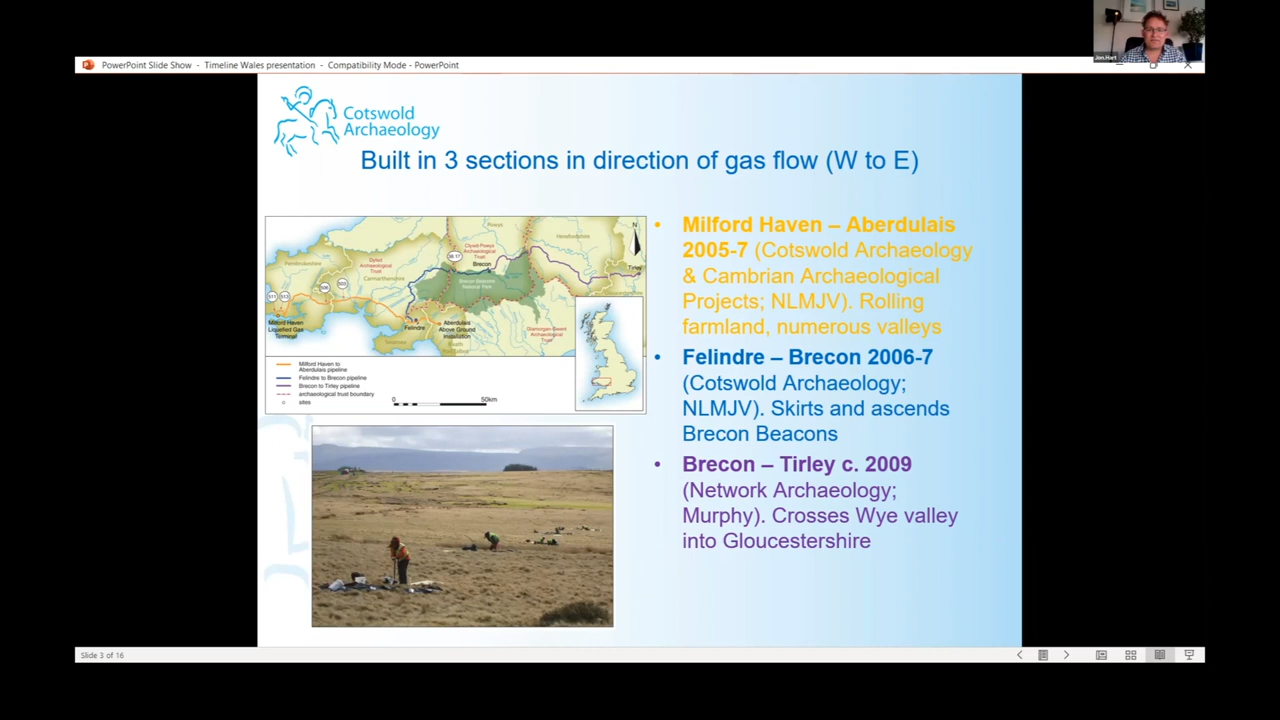 Jon.Hart
PowerPoint Slide Show - Timeline Wales presentation - Compatibility Mode - PowerPoint
Cotswold
Archaeology
Built in 3 sections in direction of gas flow (W to E)
Powys
Herefordshire
N
Clwyd-Powys
Archaeological
Trust
Brecon
Tirley
Pembrokeshire
Dyfed
Archaeological
Trust
Carmarthenshire
Brecon Beacons
National Park
Milford Haven
Liquefied Gas
Terminal
Felindre
Aberdulais
Above Ground
Installation
Swansea
Glamorgan-Gwent
Archaeological
Trust
Milford Haven to
Aberdulais pipeline
Felindre to Brecon pipeline
Brecon to Tirley pipeline
archaeological trust boundary
sites
0 50km
• Milford Haven – Aberdulais
2005-7 (Cotswold Archaeology
& Cambrian Archaeological
Projects; NLMJV). Rolling
farmland, numerous valleys
• Felindre – Brecon 2006-7
(Cotswold Archaeology;
NLMJV). Skirts and ascends
Brecon Beacons
• Brecon – Tirley c. 2009
(Network Archaeology;
Murphy). Crosses Wye valley
into Gloucestershire
Slide 3 of 16